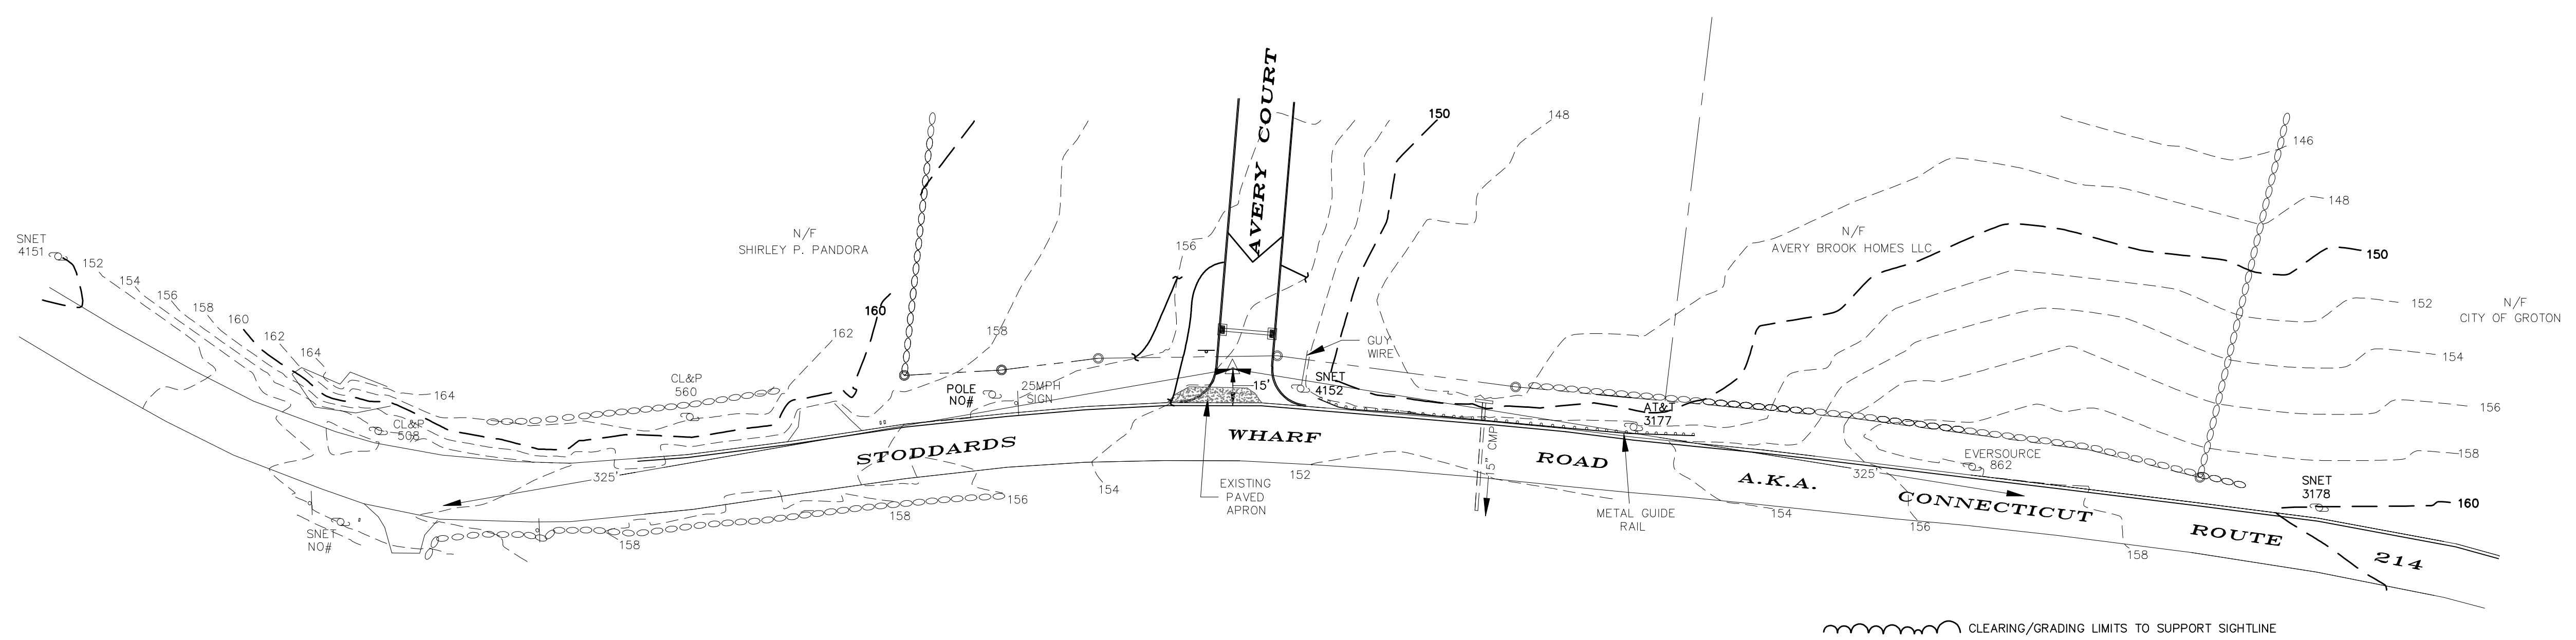 SNET
4151
152
154
156
158
160
162
164
164
CL&P
508
CL&P
560
N/F
SHIRLEY P. PANDORA
160
162
158
156
AVERY COURT
150
148
146
148
150
152
154
156
158
160
N/F
AVERY BROOK HOMES LLC
N/F
CITY OF GROTON
POLE
NO#
25MPH
SIGN
15'
GUY
WIRE
SNET
4152
AT&T
3177
15" CMP
EVERSOURCE
862
SNET
3178
STODDARDS
WHARF
ROAD
A.K.A.
CONNECTICUT
ROUTE
214
325'
325'
EXISTING
PAVED
APRON
METAL GUIDE
RAIL
SNET
NO#
158
158
156
154
152
154
156
158
CLEARING/GRADING LIMITS TO SUPPORT SIGHTLINE